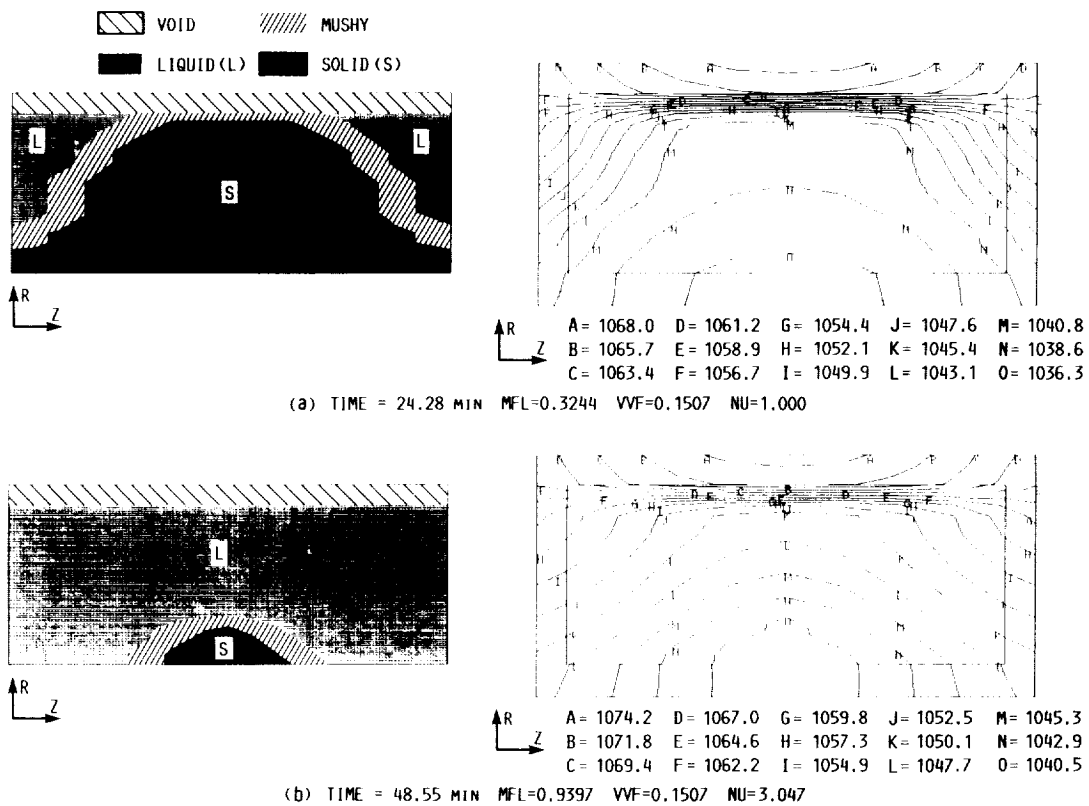 VOID MUSHY
LIQUID(L) SOLID(S)
L
L
S
R
Z
R
Z
A= 1068.0 D= 1061.2 G= 1054.4 J= 1047.6 M= 1040.8
B= 1065.7 E= 1058.9 H= 1052.1 K= 1045.4 N= 1038.6
C= 1063.4 F= 1056.7 I= 1049.9 L= 1043.1 O= 1036.3
(a) TIME = 24.28 MIN MFL=0.3244 VVF=0.1507 NU=1.000
L
S
R
Z
R
Z
A= 1074.2 D= 1067.0 G= 1059.8 J= 1052.5 M= 1045.3
B= 1071.8 E= 1064.6 H= 1057.3 K= 1050.1 N= 1042.9
C= 1069.4 F= 1062.2 I= 1054.9 L= 1047.7 O= 1040.5
(b) TIME = 48.55 MIN MFL=0.9397 VVF=0.1507 NU=3.047